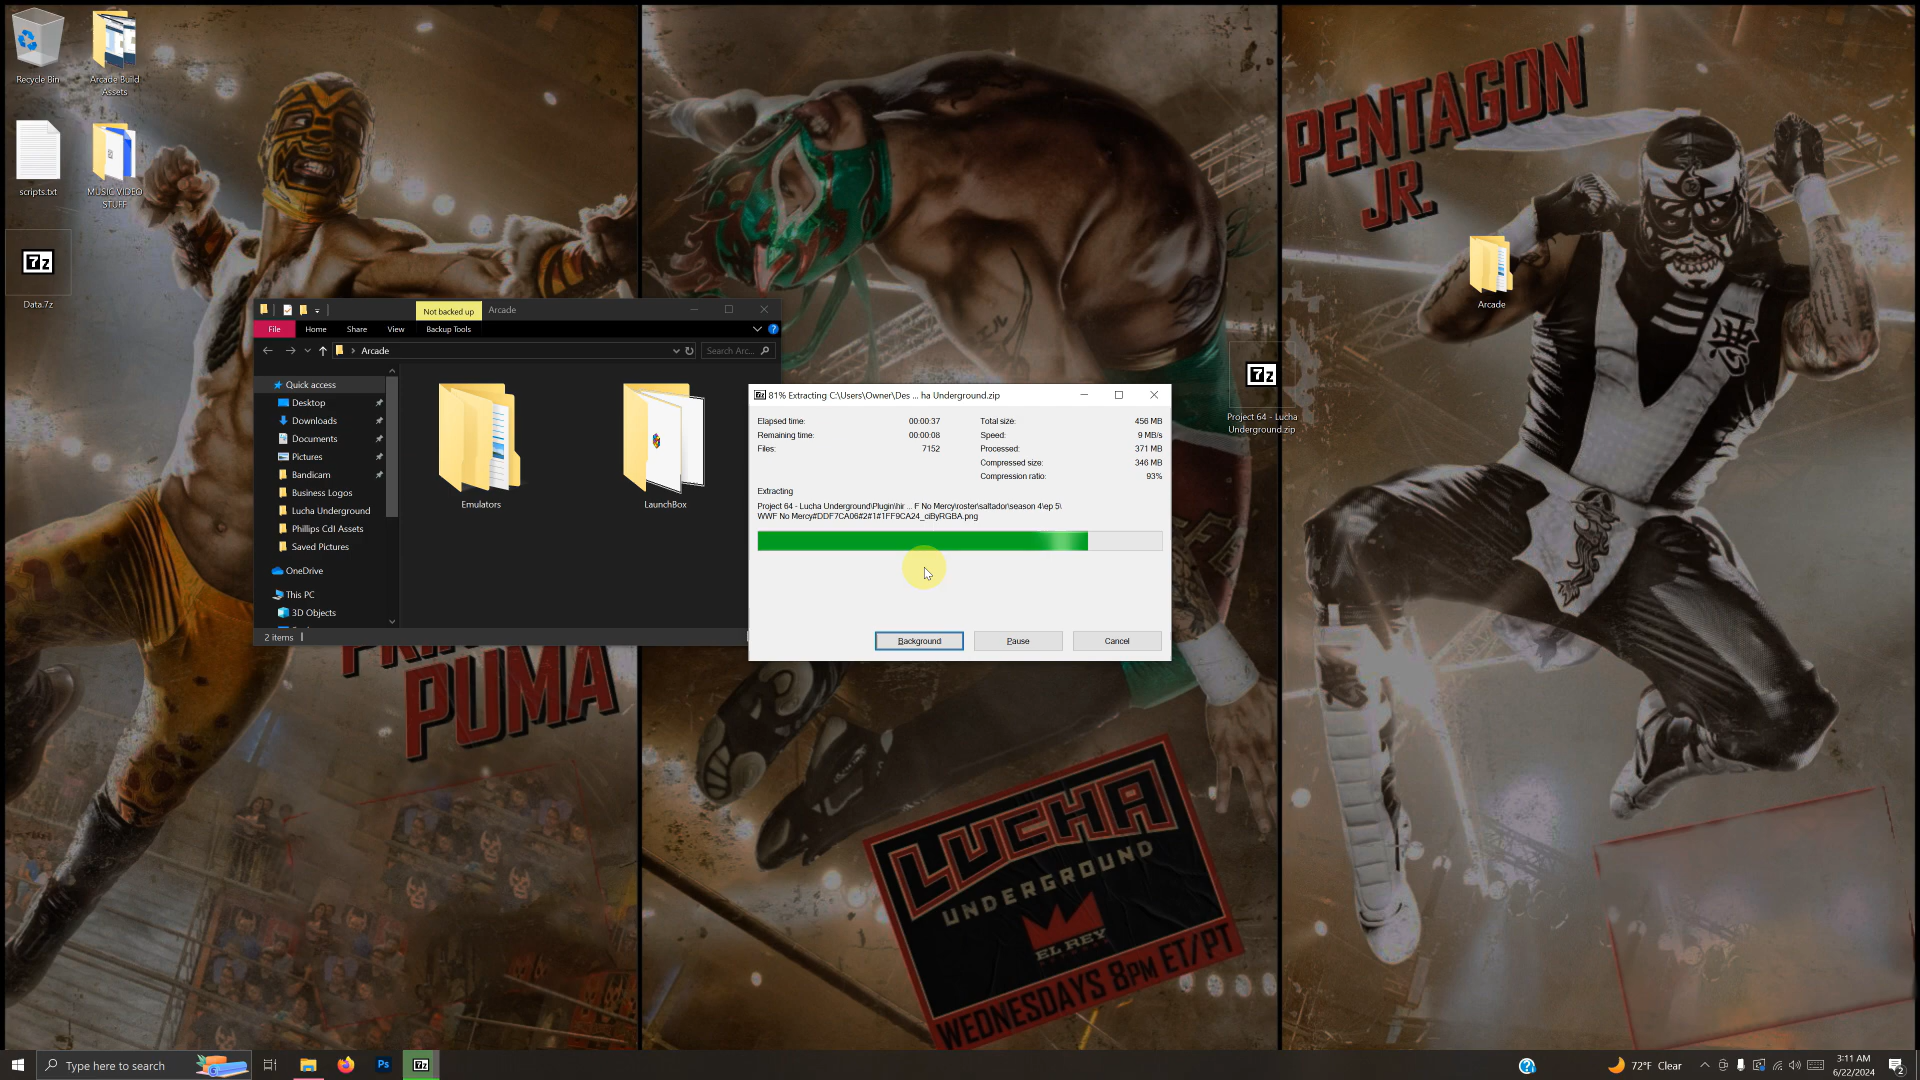 Recycle Bin
Arcade Build
Assets
scripts.txt
MUSIC VIDEO
STUFF
Data.7z
PENTAGON
JR.
Arcade
Project 64 - Lucha
Underground.zip
Not backed up
Arcade
File
Home
Share
View
Backup Tools
Arcade
Search Arc...
Quick access
Desktop
Downloads
Documents
Pictures
Bandicam
Business Logos
Lucha Underground
Phillips CdI Assets
Saved Pictures
OneDrive
This PC
3D Objects
Emulators
LaunchBox
2 items
81% Extracting C:\Users\Owner\Des ... ha Underground.zip
Elapsed time: 00:00:37
Total size: 456 MB
Remaining time: 00:00:08
Speed: 9 MB/s
Files: 7152
Processed: 371 MB
Compressed size: 346 MB
Compression ratio: 93%
Extracting
Project 64 - Lucha Underground\Plugin\hir ... F No Mercy\roster\saltador\season 4\ep 5\
WWF No Mercy#DDF7CA06#2#1#1FF9CA24_ciByRGBA.png
Background
Pause
Cancel
PUMA
LUCHA
UNDERGROUND
EL REY
WEDNESDAYS 8PM ET/PT
Type here to search
Ps
7z
72°F Clear
3:11 AM
6/22/2024
2